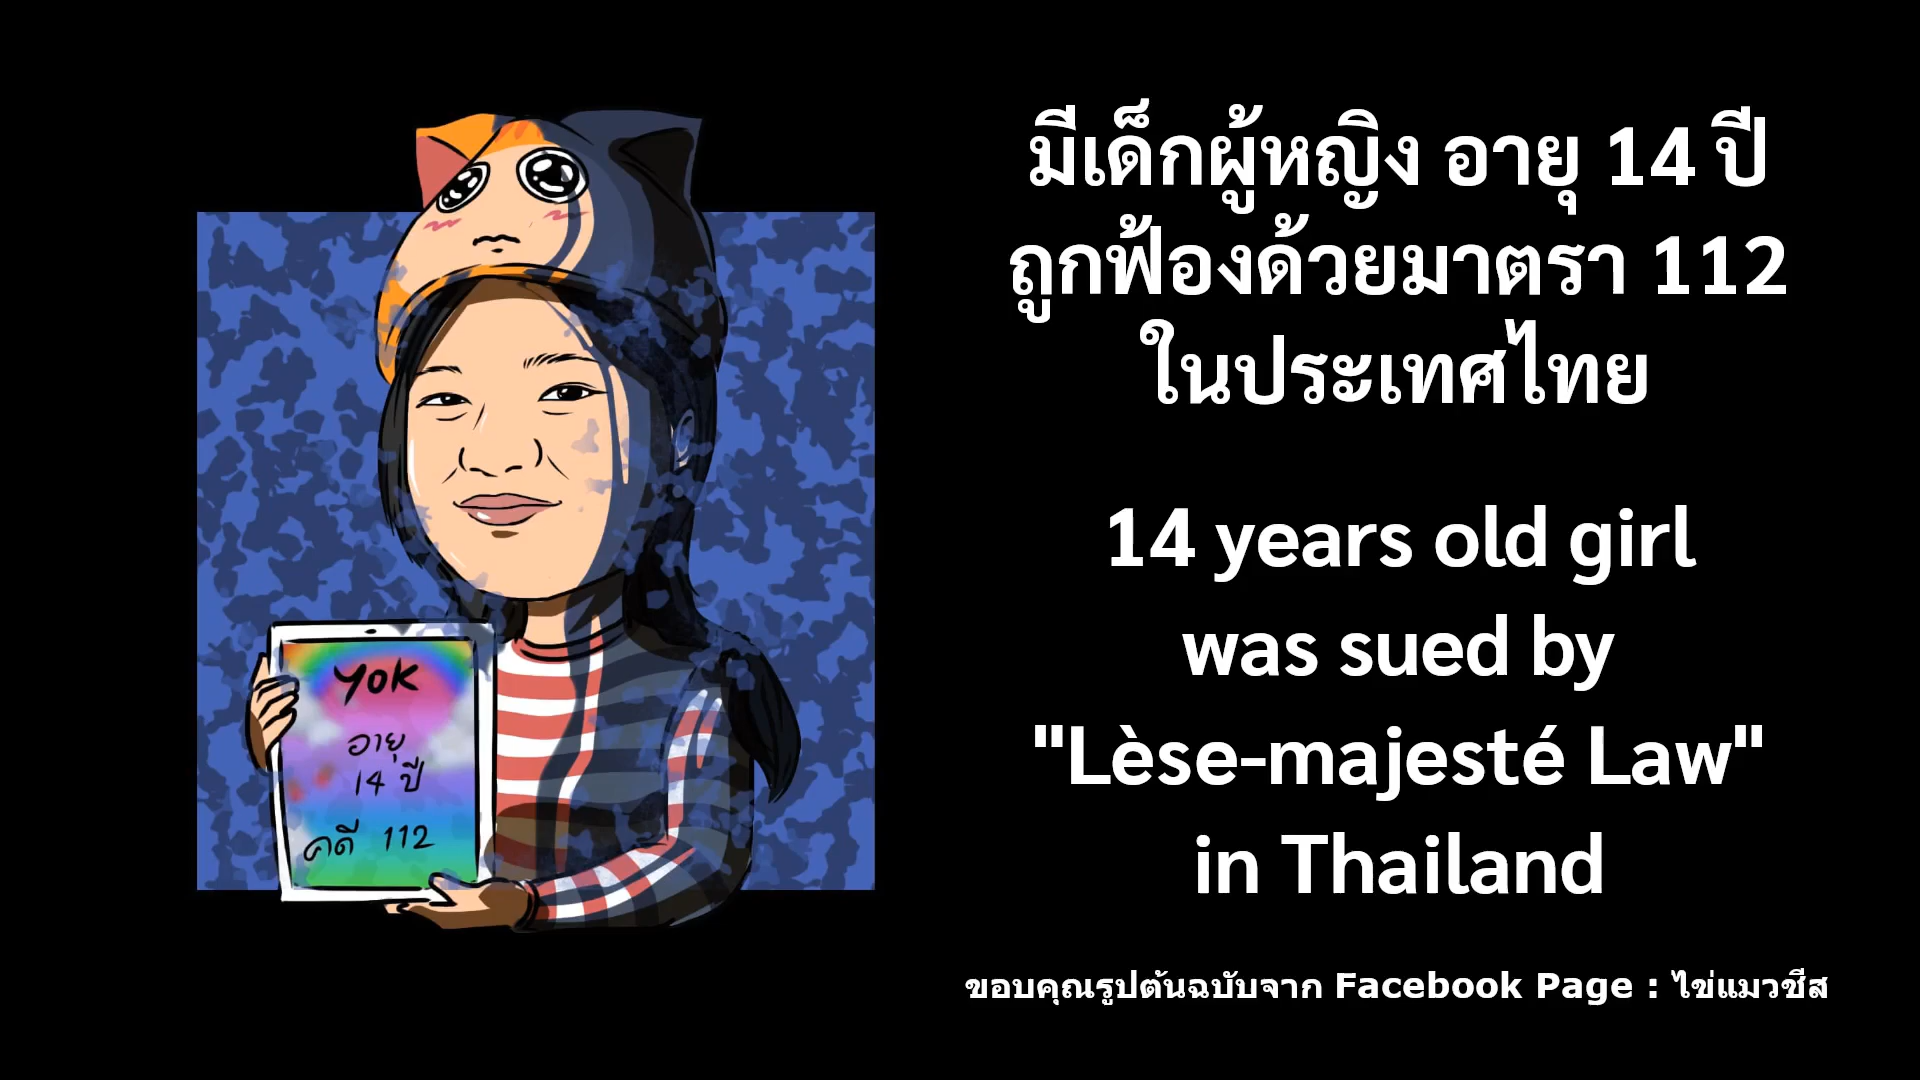 มีเด็กผู้หญิง อายุ 14 ปี
ถูกฟ้องด้วยมาตรา 112
ในประเทศไทย
14 years old girl
was sued by
"Lèse-majesté Law"
in Thailand
ขอบคุณรูปต้นฉบับจาก Facebook Page : ไข่แมวชีส
YOK
อายุ
14 ปี
คดี 112